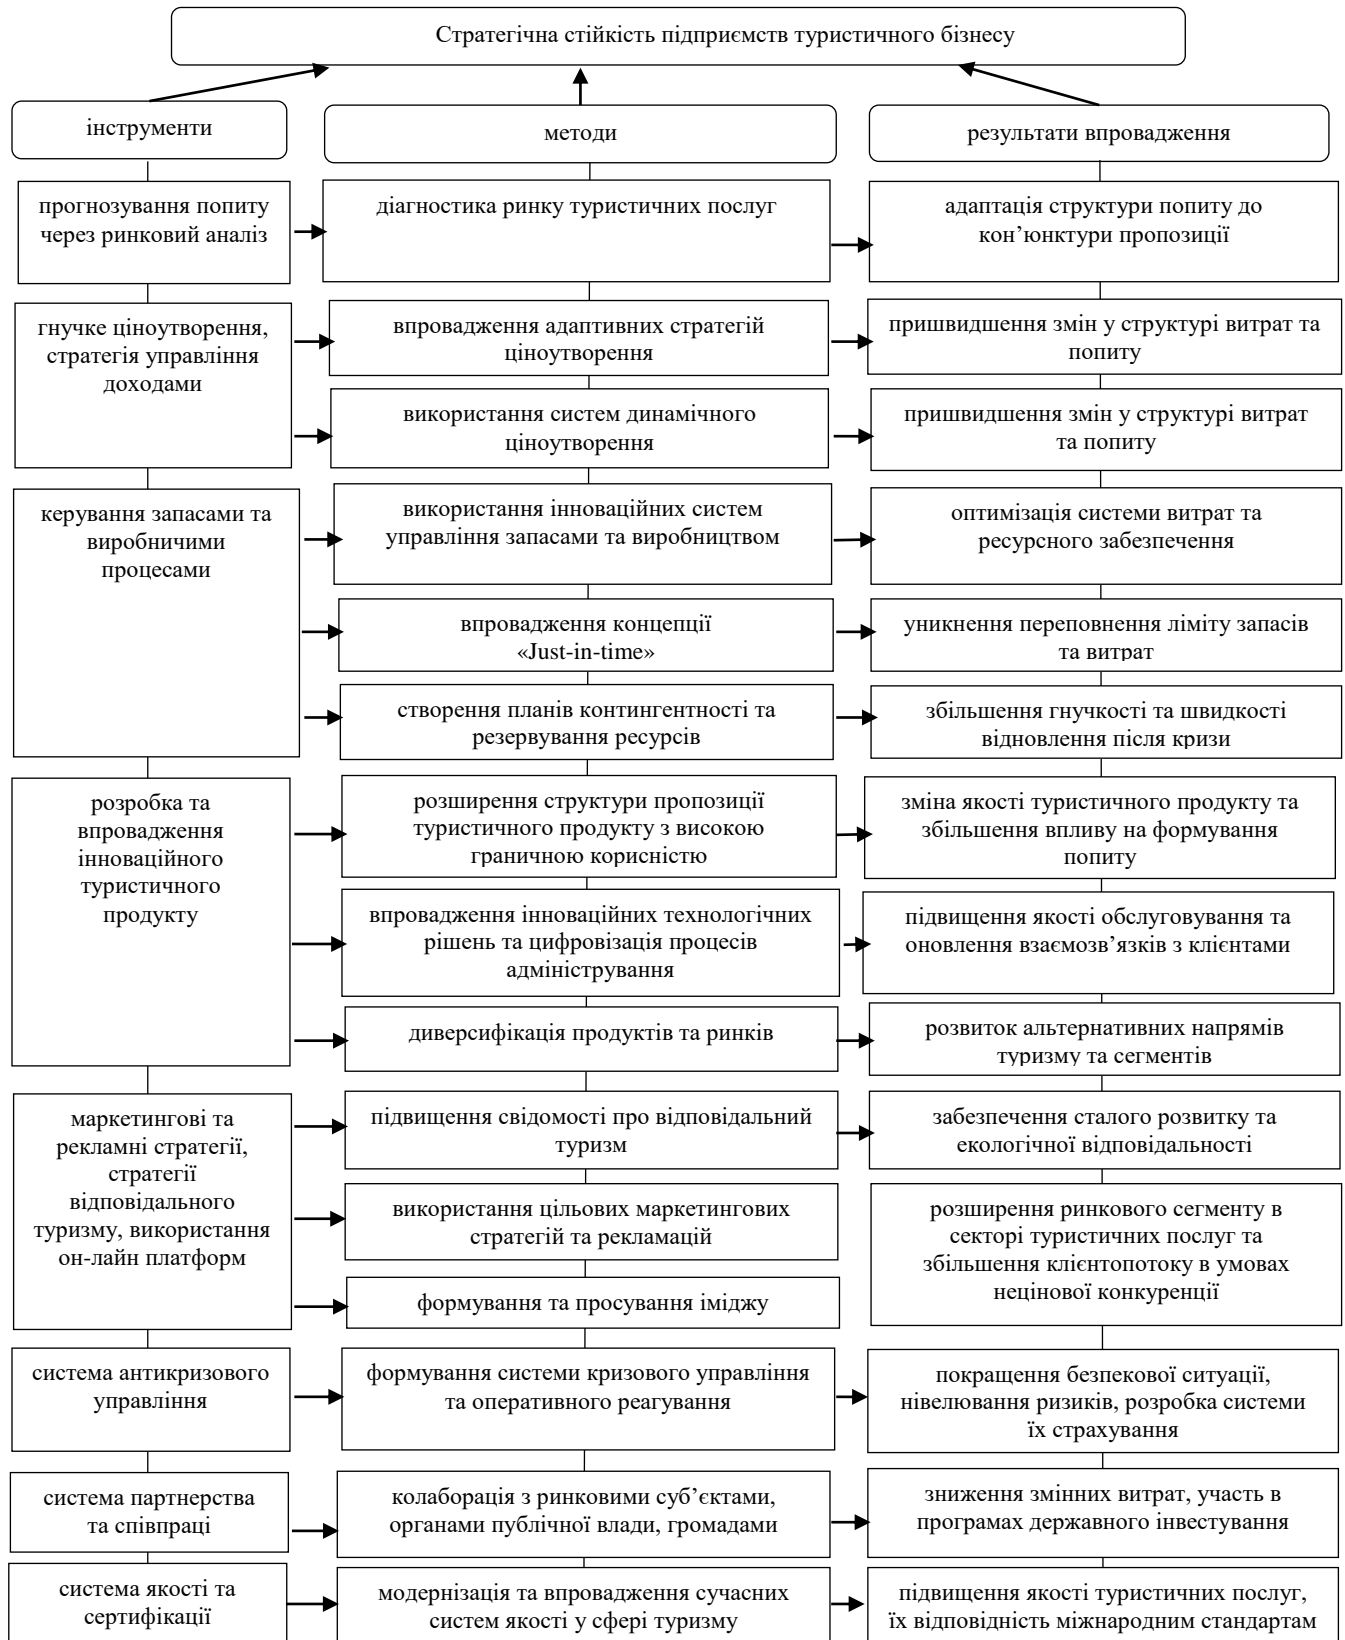 Стратегічна стійкість підприємств туристичного бізнесу
інструменти
методи
результати впровадження
прогнозування попиту
через ринковий аналіз
діагностика ринку туристичних послуг
адаптація структури попиту до
кон’юнктури пропозиції
гнучке ціноутворення,
стратегія управління
доходами
впровадження адаптивних стратегій
ціноутворення
пришвидшення змін у структурі витрат та
попиту
використання систем динамічного
ціноутворення
пришвидшення змін у структурі витрат
та попиту
керування запасами та
виробничими
процесами
використання інноваційних систем
управління запасами та виробництвом
оптимізація системи витрат та
ресурсного забезпечення
впровадження концепції
«Just-in-time»
уникнення переповнення ліміту запасів
та витрат
створення планів контингентності та
резервування ресурсів
збільшення гнучкості та швидкості
відновлення після кризи
розробка та
впровадження
інноваційного
туристичного
продукту
розширення структури пропозиції
туристичного продукту з високою
граничною корисністю
зміна якості туристичного продукту та
збільшення впливу на формування
попиту
впровадження інноваційних технологічних
рішень та цифровізація процесів
адміністрування
підвищення якості обслуговування та
оновлення взаємозв’язків з клієнтами
диверсифікація продуктів та ринків
розвиток альтернативних напрямів
туризму та сегментів
маркетингові та
рекламні стратегії,
стратегії
відповідального
туризму, використання
он-лайн платформ
підвищення свідомості про відповідальний
туризм
забезпечення сталого розвитку та
екологічної відповідальності
використання цільових маркетингових
стратегій та рекламацій
розширення ринкового сегменту в
секторі туристичних послуг та
збільшення клієнтопотоку в умовах
нецінової конкуренції
формування та просування іміджу
система антикризового
управління
формування системи кризового управління
та оперативного реагування
покращення безпекової ситуації,
нівелювання ризиків, розробка системи
їх страхування
система партнерства
та співпраці
колаборація з ринковими суб’єктами,
органами публічної влади, громадами
зниження змінних витрат, участь в
програмах державного інвестування
система якості та
сертифікації
модернізація та впровадження сучасних
систем якості у сфері туризму
підвищення якості туристичних послуг,
їх відповідність міжнародним стандартам